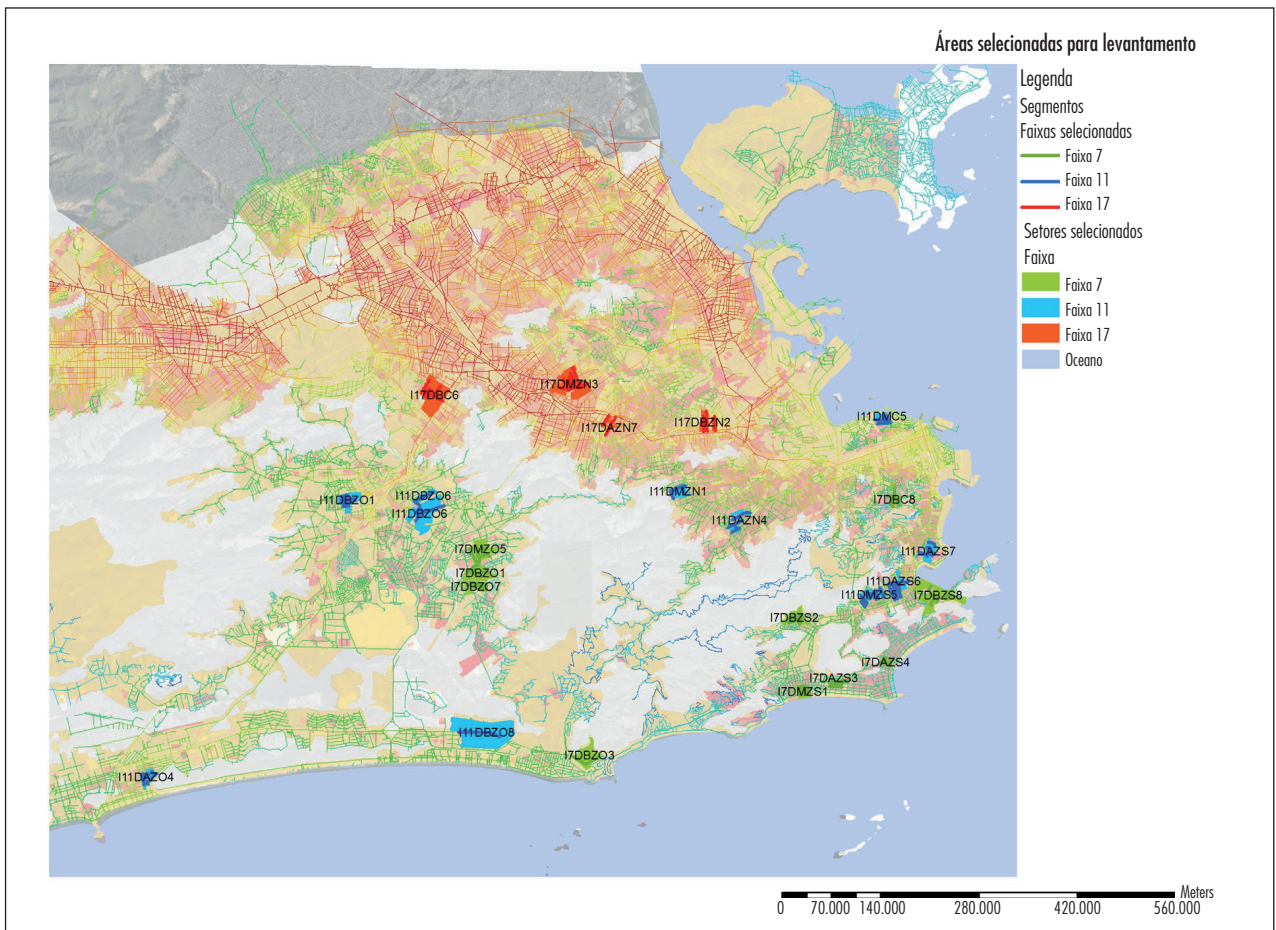 Áreas selecionadas para levantamento
Legenda
Segmentos
Faixas selecionadas
Faixa 7
Faixa 11
Faixa 17
Setores selecionados
Faixa
Faixa 7
Faixa 11
Faixa 17
Oceano
I17DMZN3
I17DBC6
I17DAZN7
I17DBZN2
I11DMC5
I11DMZN1
I11DBZO1
I11DBZO6
I11DBZO6
I7DBC8
I11DAZN4
I7DMZO5
I11DAZS7
I7DBZO1
I7DBZO7
I11DAZS6
I11DMZS5
I7DBZS8
I7DBZS2
I7DAZS4
I7DAZS3
I7DMZS1
I11DBZO8
I7DBZO3
I11DAZO4
Meters
0 70.000 140.000 280.000 420.000 560.000